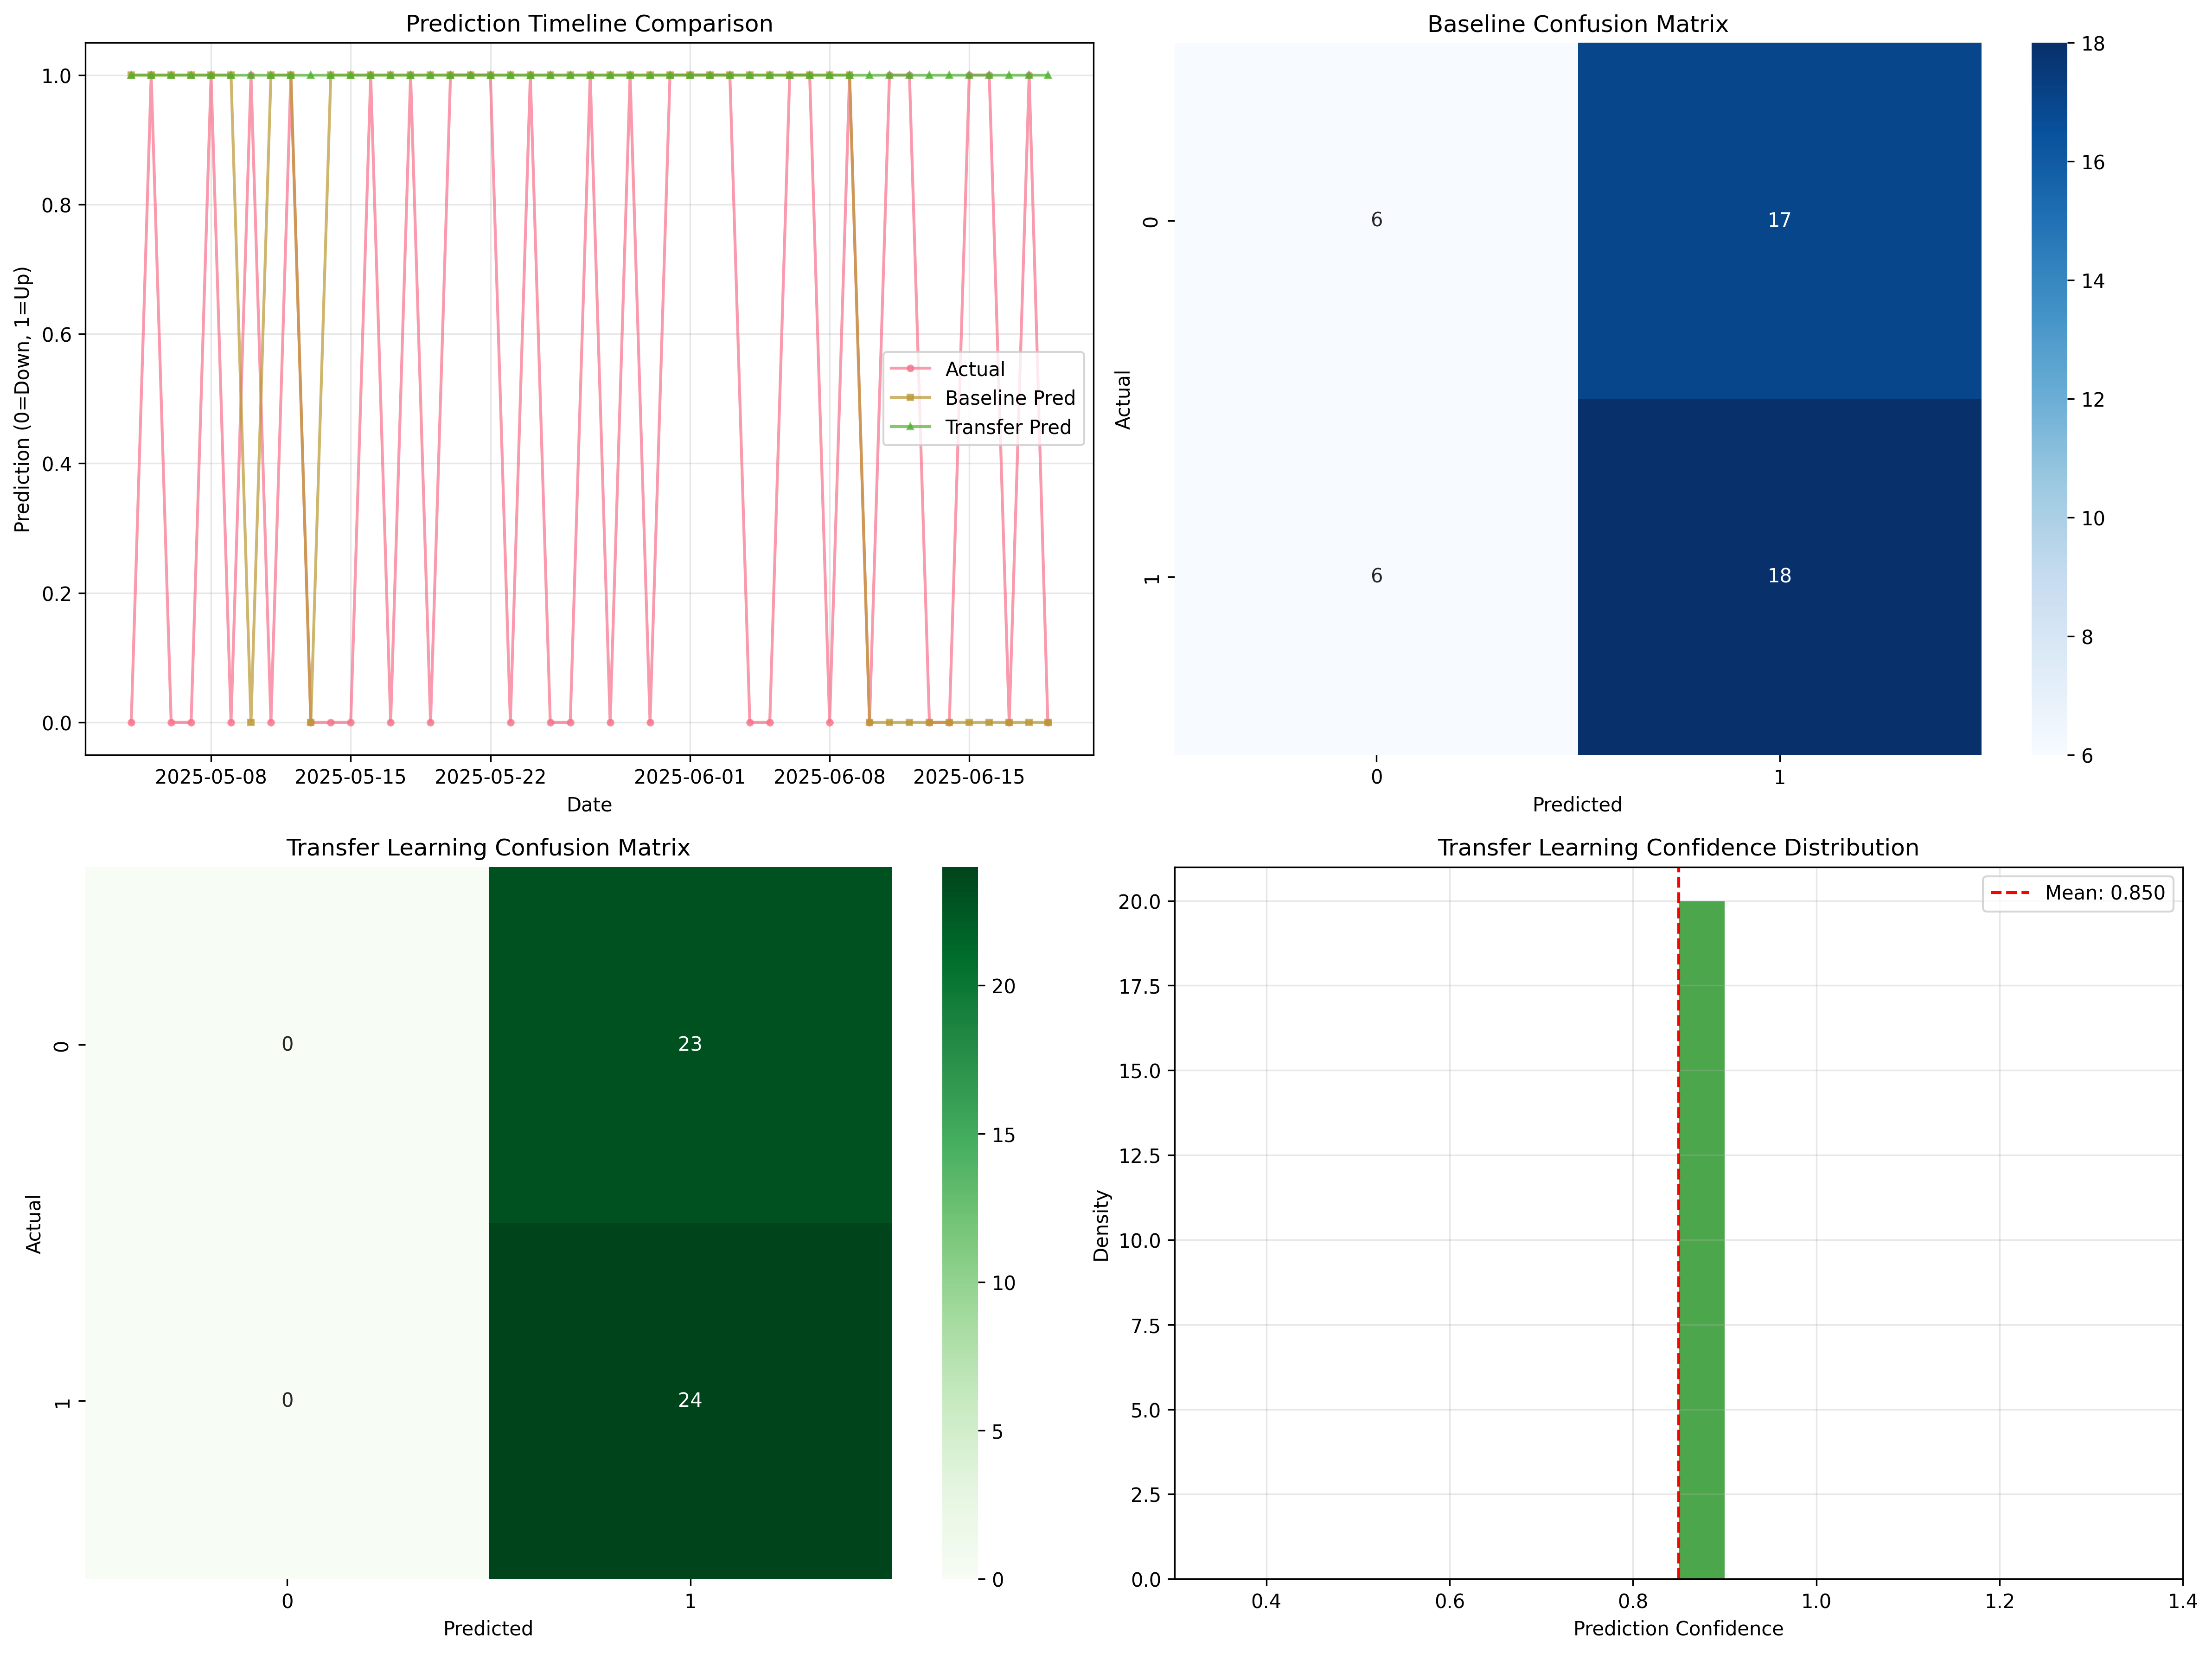 Prediction Timeline Comparison
Prediction (0=Down, 1=Up)
1.0
0.8
0.6
0.4
0.2
0.0
Actual
Baseline Pred
Transfer Pred
2025-05-08 2025-05-15 2025-05-22 2025-06-01 2025-06-08 2025-06-15
Date
Baseline Confusion Matrix
Actual
0
1
6 17
6 18
0 1
Predicted
18
16
14
12
10
8
6
Transfer Learning Confusion Matrix
Actual
0
1
0 23
0 24
0 1
Predicted
20
15
10
5
0
Transfer Learning Confidence Distribution
Mean: 0.850
Density
20.0
17.5
15.0
12.5
10.0
7.5
5.0
2.5
0.0
0.4 0.6 0.8 1.0 1.2 1.4
Prediction Confidence